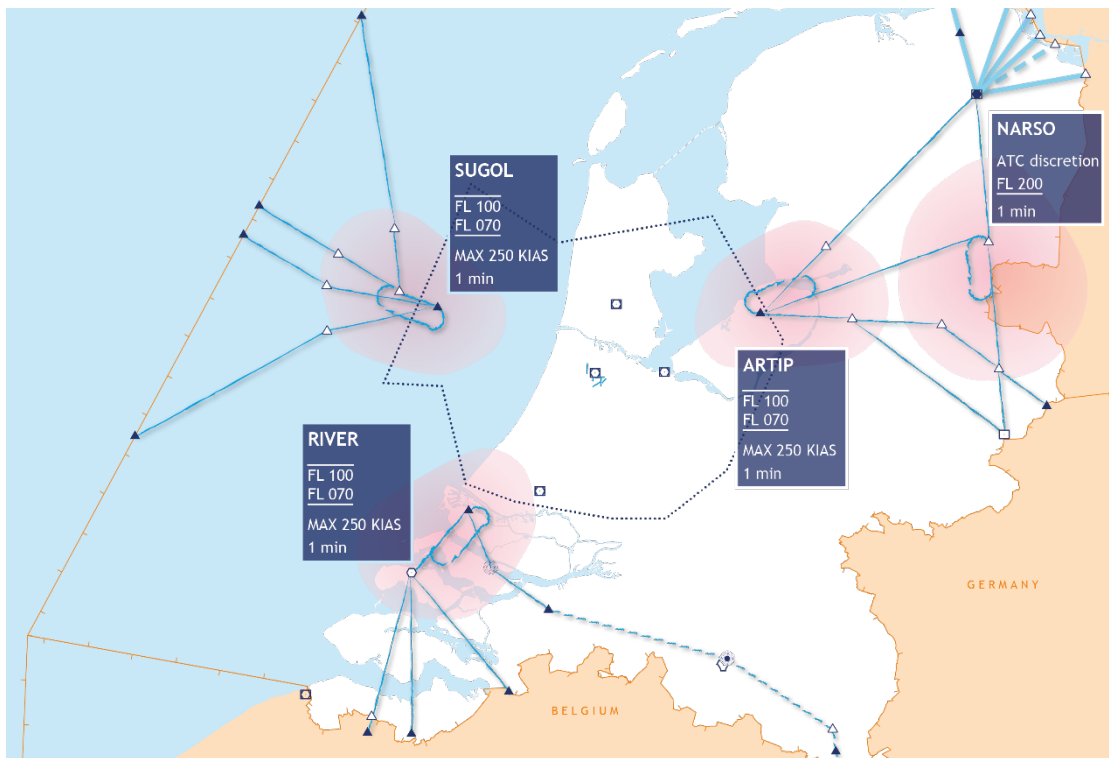 NARSO
ATC discretion
FL 200
1 min
SUGOL
FL 100
FL 070
MAX 250 KIAS
1 min
ARTIP
FL 100
FL 070
MAX 250 KIAS
1 min
RIVER
FL 100
FL 070
MAX 250 KIAS
1 min
GERMANY
BELGIUM